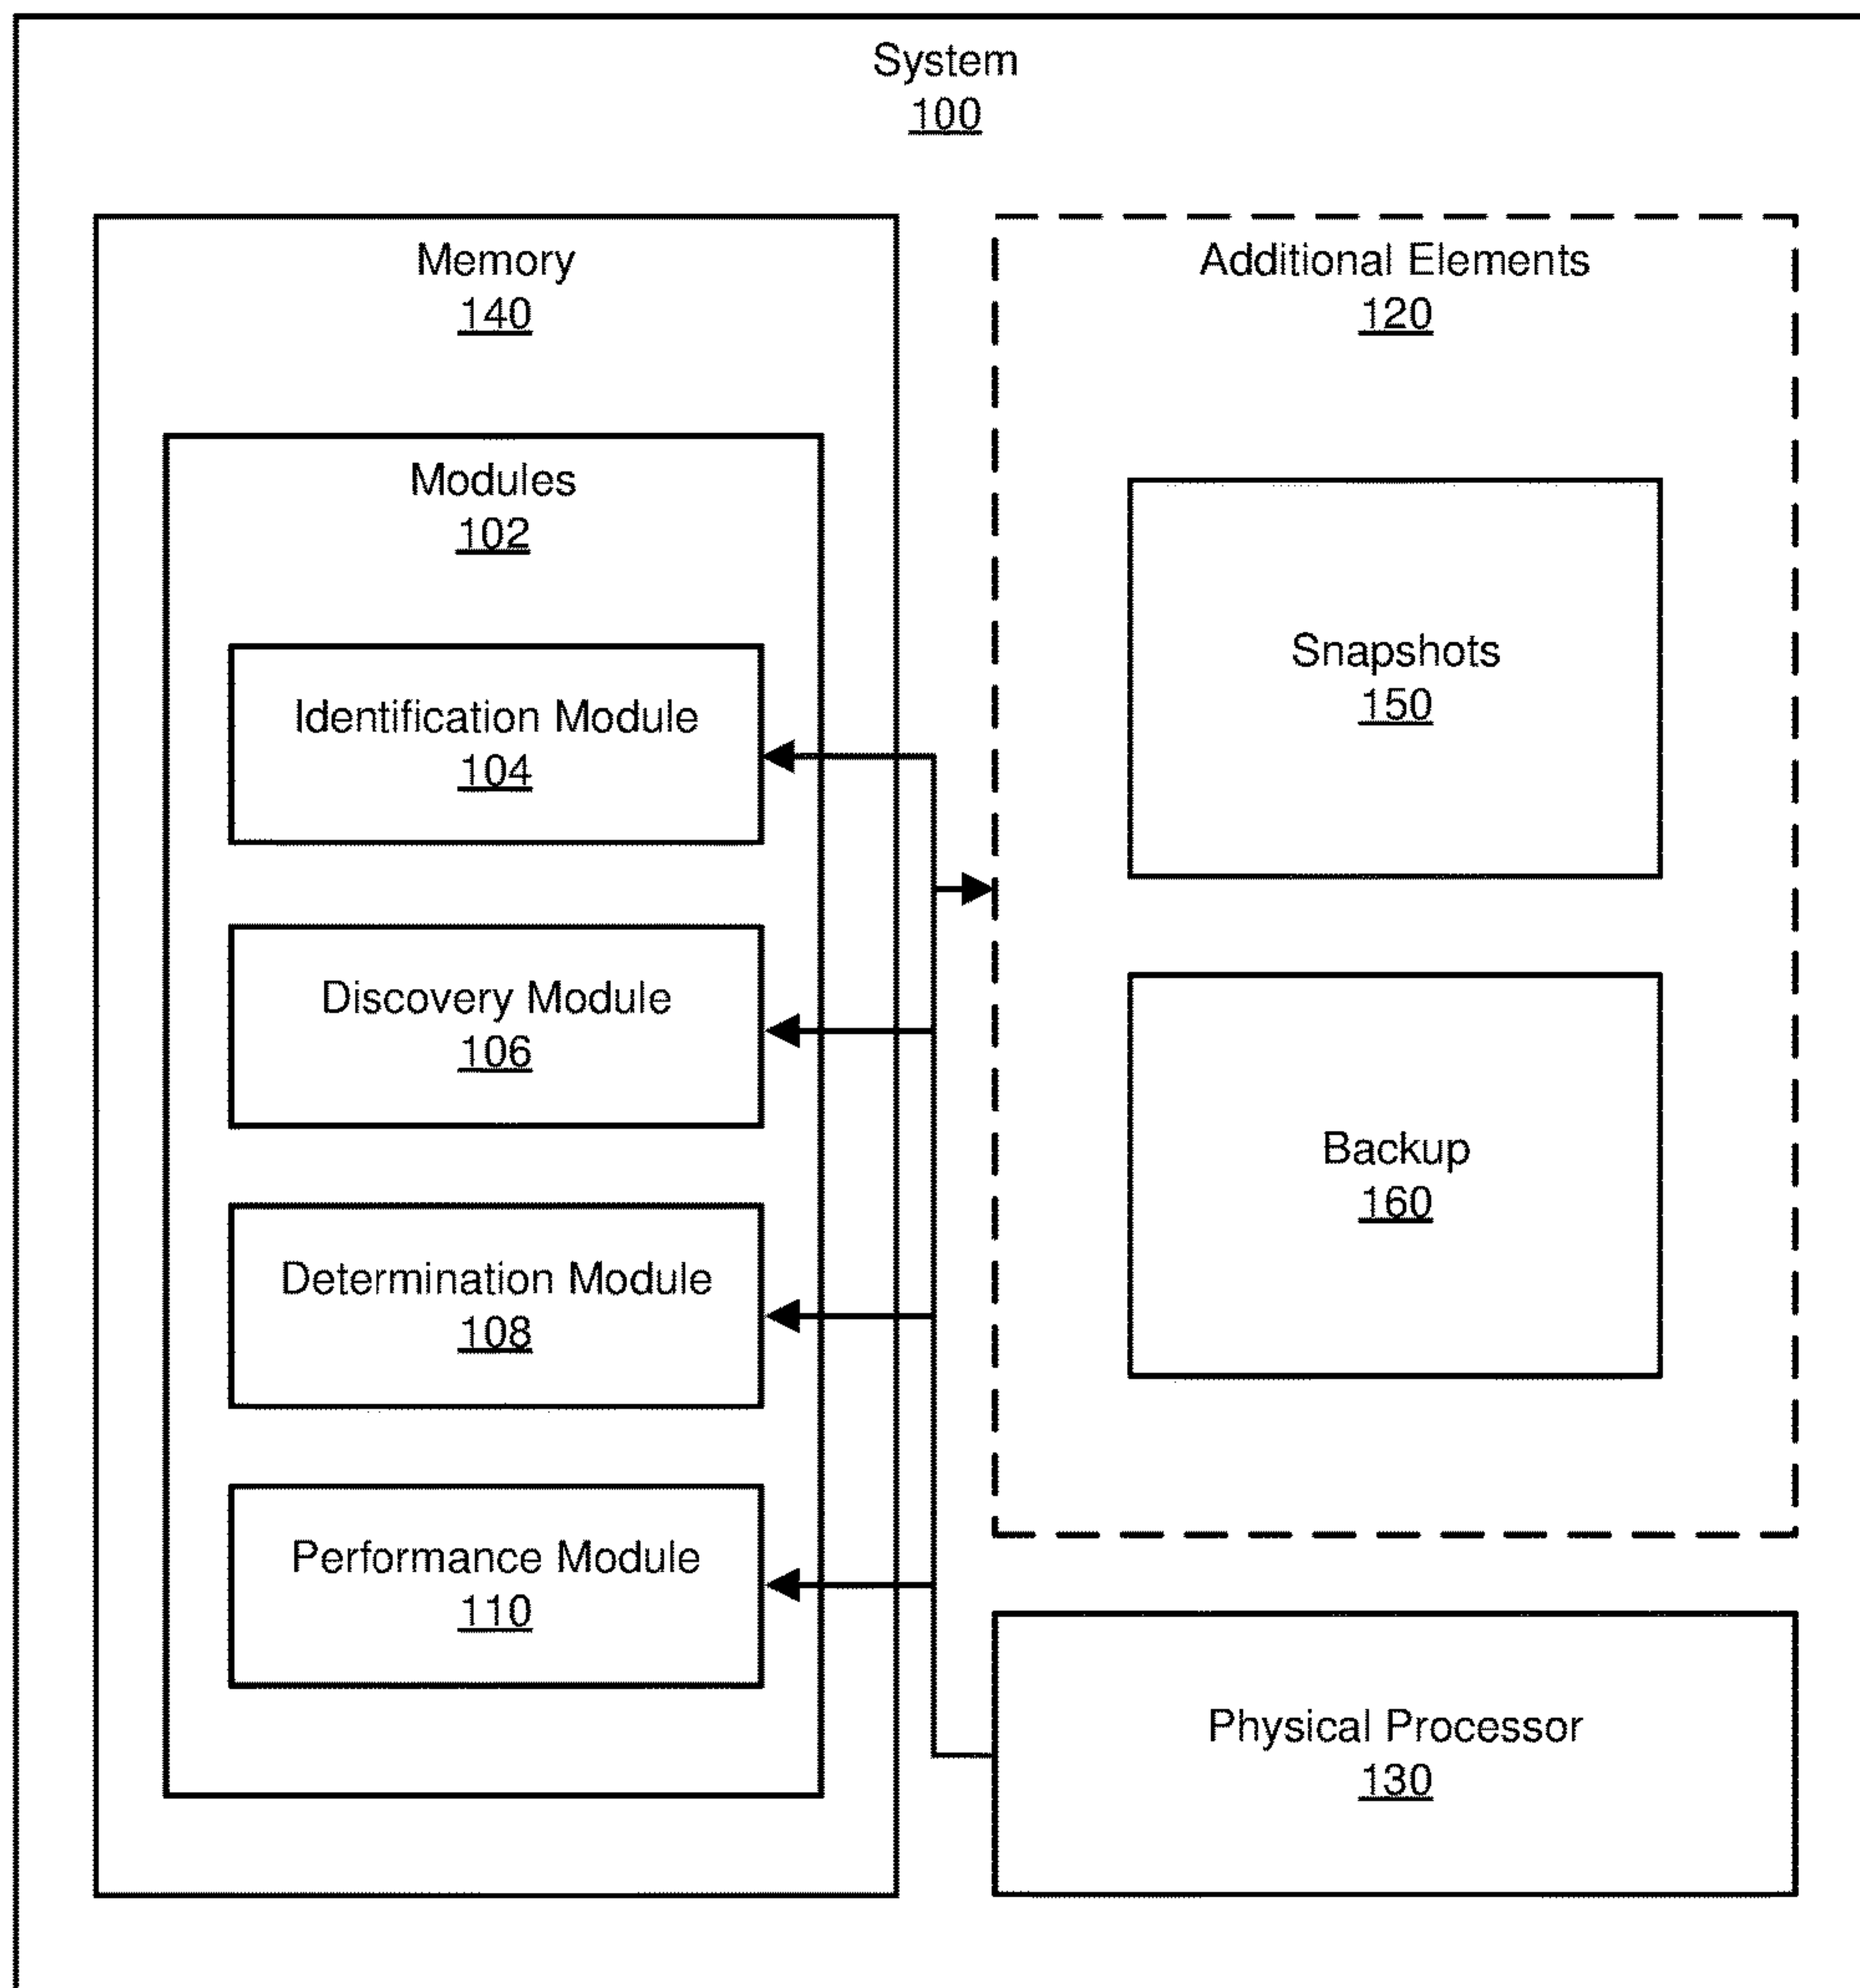 System
100
Memory
140
Modules
102
Identification Module
104
Discovery Module
106
Determination Module
108
Performance Module
110
Additional Elements
120
Snapshots
150
Backup
160
Physical Processor
130